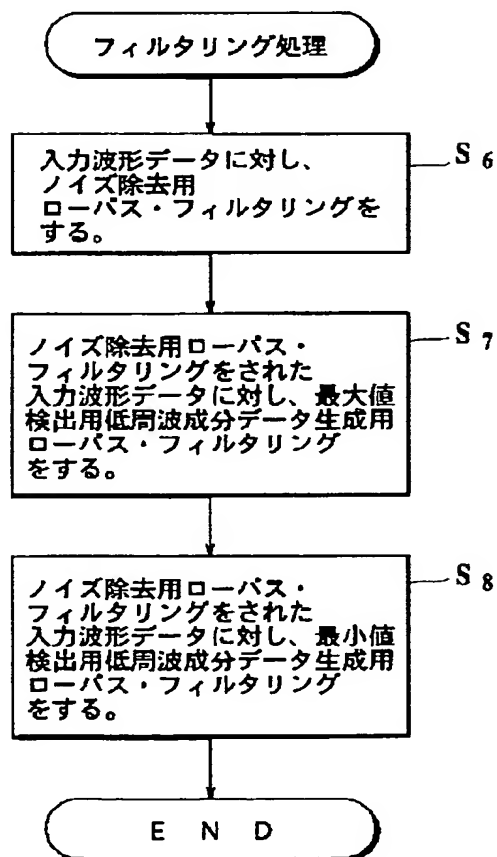 フィルタリング処理
入力波形データに対し、
ノイズ除去用
ローパス・フィルタリングを
する。
S 6
ノイズ除去用ローパス・
フィルタリングをされた
入力波形データに対し、最大値
検出用低周波成分データ生成用
ローパス・フィルタリング
をする。
S 7
ノイズ除去用ローパス・
フィルタリングをされた
入力波形データに対し、最小値
検出用低周波成分データ生成用
ローパス・フィルタリング
をする。
S 8
E N D